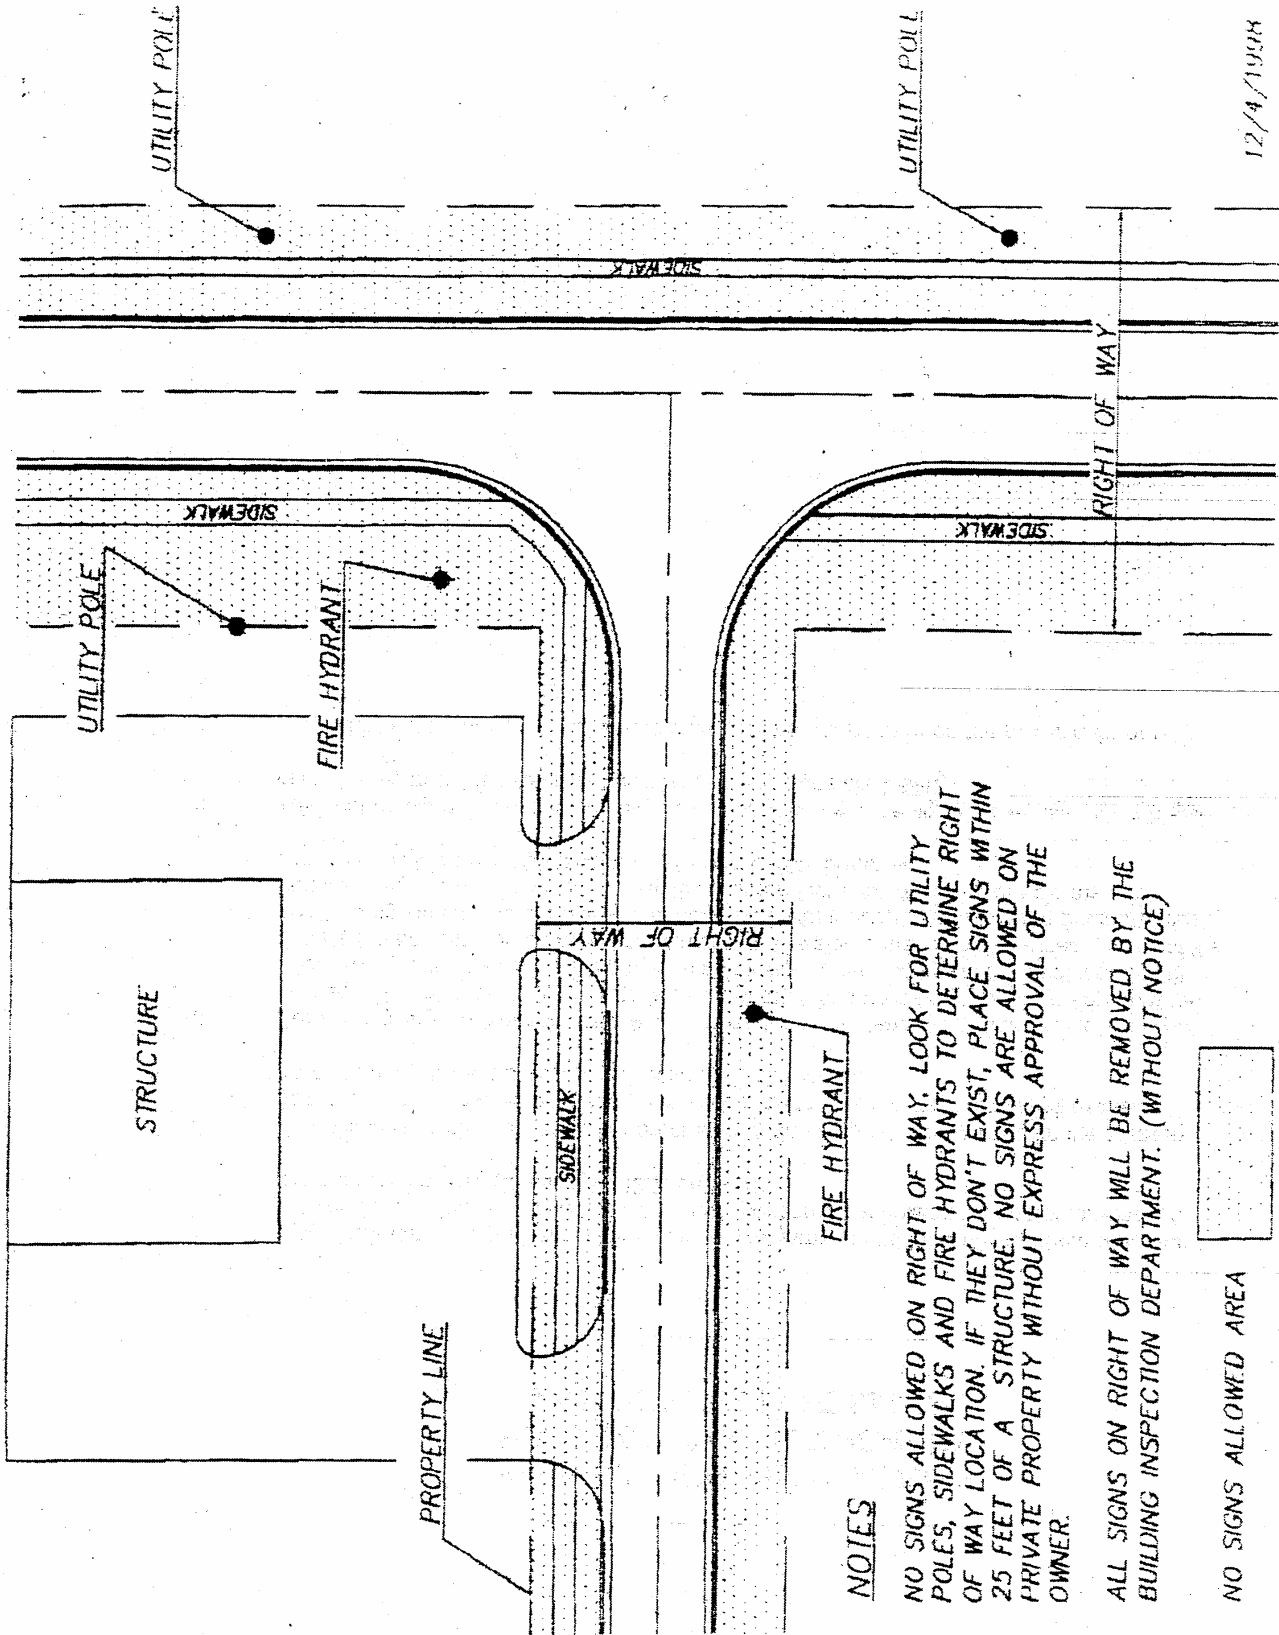 UTILITY POLE
UTILITY POLE
12/4/1998
SIDEWALK
RIGHT OF WAY
SIDEWALK
SIDEWALK
UTILITY POLE
FIRE HYDRANT
STRUCTURE
RIGHT OF WAY
SIDEWALK
FIRE HYDRANT
PROPERTY LINE
NOTES
NO SIGNS ALLOWED ON RIGHT OF WAY. LOOK FOR UTILITY
POLES, SIDEWALKS AND FIRE HYDRANTS TO DETERMINE RIGHT
OF WAY LOCATION. IF THEY DON'T EXIST, PLACE SIGNS WITHIN
25 FEET OF A STRUCTURE. NO SIGNS ARE ALLOWED ON
PRIVATE PROPERTY WITHOUT EXPRESS APPROVAL OF THE
OWNER.
ALL SIGNS ON RIGHT OF WAY WILL BE REMOVED BY THE
BUILDING INSPECTION DEPARTMENT. (WITHOUT NOTICE)
NO SIGNS ALLOWED AREA